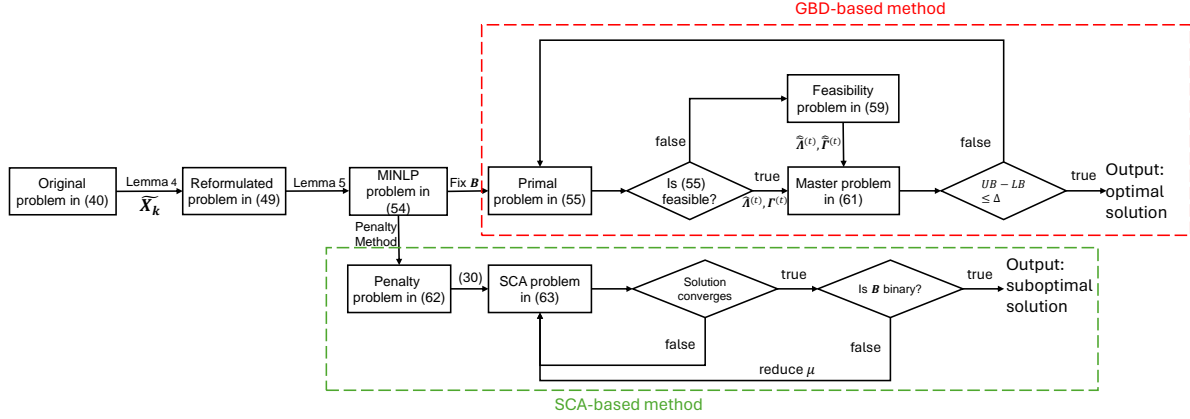 GBD-based method
Original
problem in (40)
Lemma 4
X̃_k
Reformulated
problem in (49)
Lemma 5
MINLP
problem in
(54)
Fix B
Primal
problem in (55)
Is (55)
feasible?
false
Feasibility
problem in (59)
true
Λ̂^(t), Γ^(t)
Master problem
in (61)
UB − LB
≤ Δ
false
true
Output:
optimal
solution
Penalty
Method
Penalty
problem in (62)
(30)
SCA problem
in (63)
Solution
converges
true
false
Is B binary?
true
false
reduce μ
Output:
suboptimal
solution
SCA-based method